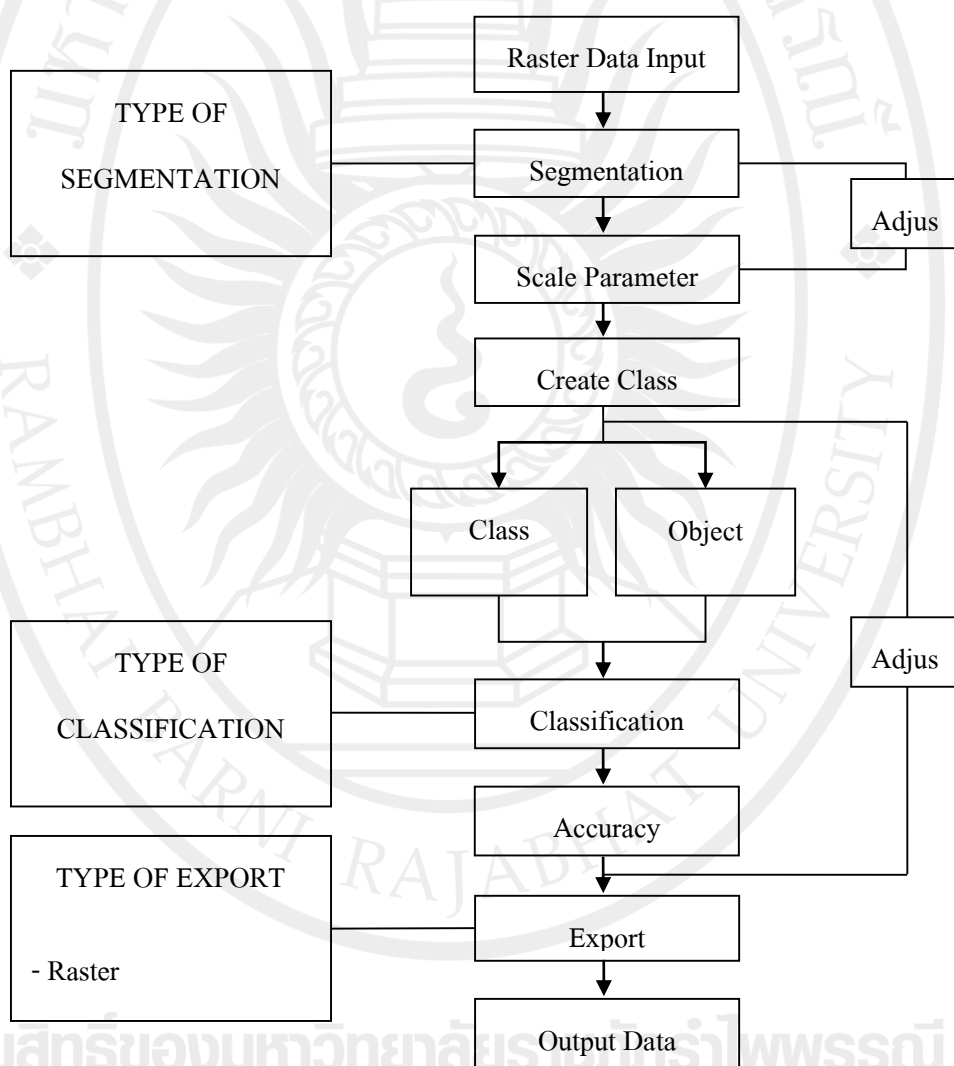 Raster Data Input
TYPE OF
SEGMENTATION
Segmentation
Adjus
Scale Parameter
Create Class
Class
Object
TYPE OF
CLASSIFICATION
Adjus
Classification
Accuracy
TYPE OF EXPORT
- Raster
Export
Output Data
RAMBHAI BARNI RAJABHAT UNIVERSITY